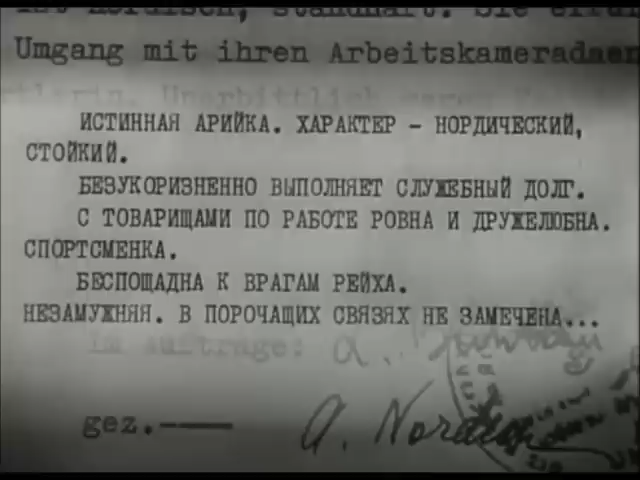 Umgang mit ihren Arbeitskameraden
ИСТИННАЯ АРИЙКА. ХАРАКТЕР – НОРДИЧЕСКИЙ,
СТОЙКИЙ.
БЕЗУКОРИЗНЕННО ВЫПОЛНЯЕТ СЛУЖЕБНЫЙ ДОЛГ.
С ТОВАРИЩАМИ ПО РАБОТЕ РОВНА И ДРУЖЕЛЮБНА.
СПОРТСМЕНКА.
БЕСПОЩАДНА К ВРАГАМ РЕЙХА.
НЕЗАМУЖНЯЯ. В ПОРОЧАЩИХ СВЯЗЯХ НЕ ЗАМЕЧЕНА...
Im Auftrage: A.
gez.
A.